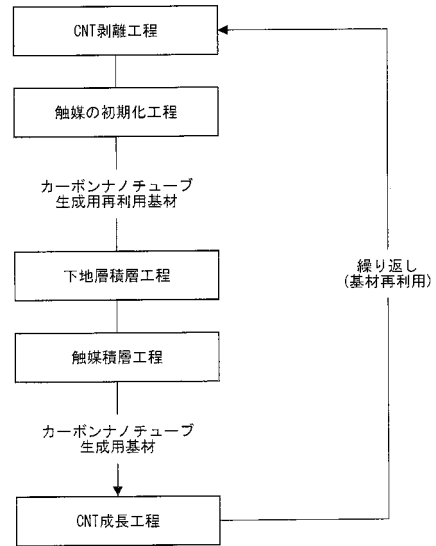 CNT剥離工程
触媒の初期化工程
カーボンナノチューブ
生成用再利用基材
下地層積層工程
触媒積層工程
カーボンナノチューブ
生成用基材
CNT成長工程
繰り返し
(基材再利用)